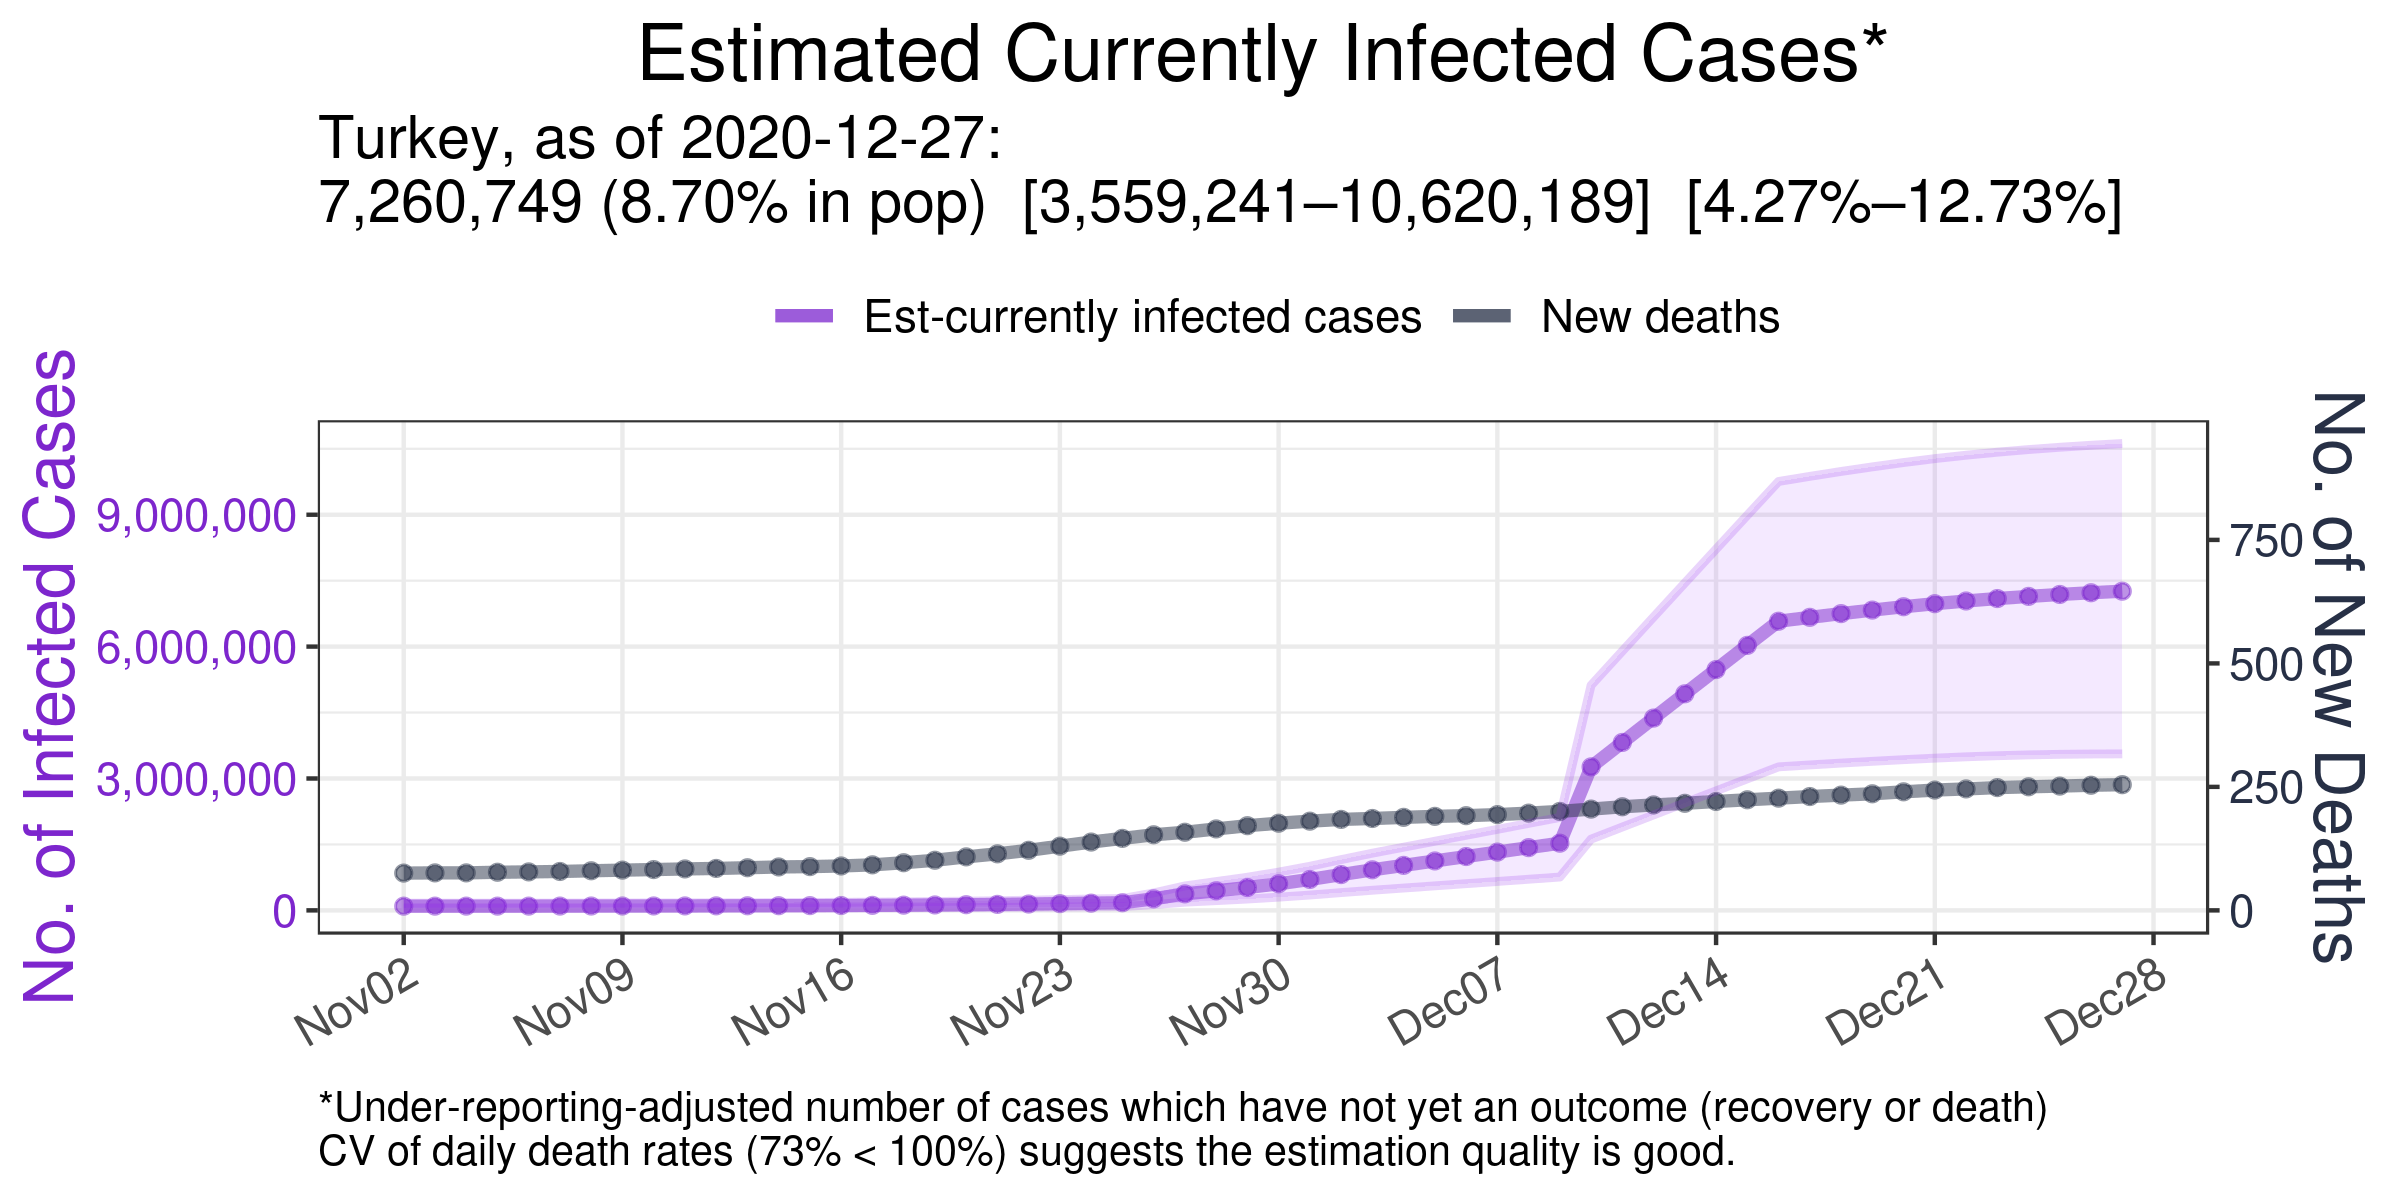 Estimated Currently Infected Cases*
Turkey, as of 2020-12-27:
7,260,749 (8.70% in pop) [3,559,241–10,620,189] [4.27%–12.73%]
Est-currently infected cases
New deaths
No. of Infected Cases
9,000,000
6,000,000
3,000,000
0
No. of New Deaths
750
500
250
0
Nov02
Nov09
Nov16
Nov23
Nov30
Dec07
Dec14
Dec21
Dec28
*Under-reporting-adjusted number of cases which have not yet an outcome (recovery or death)
CV of daily death rates (73% < 100%) suggests the estimation quality is good.